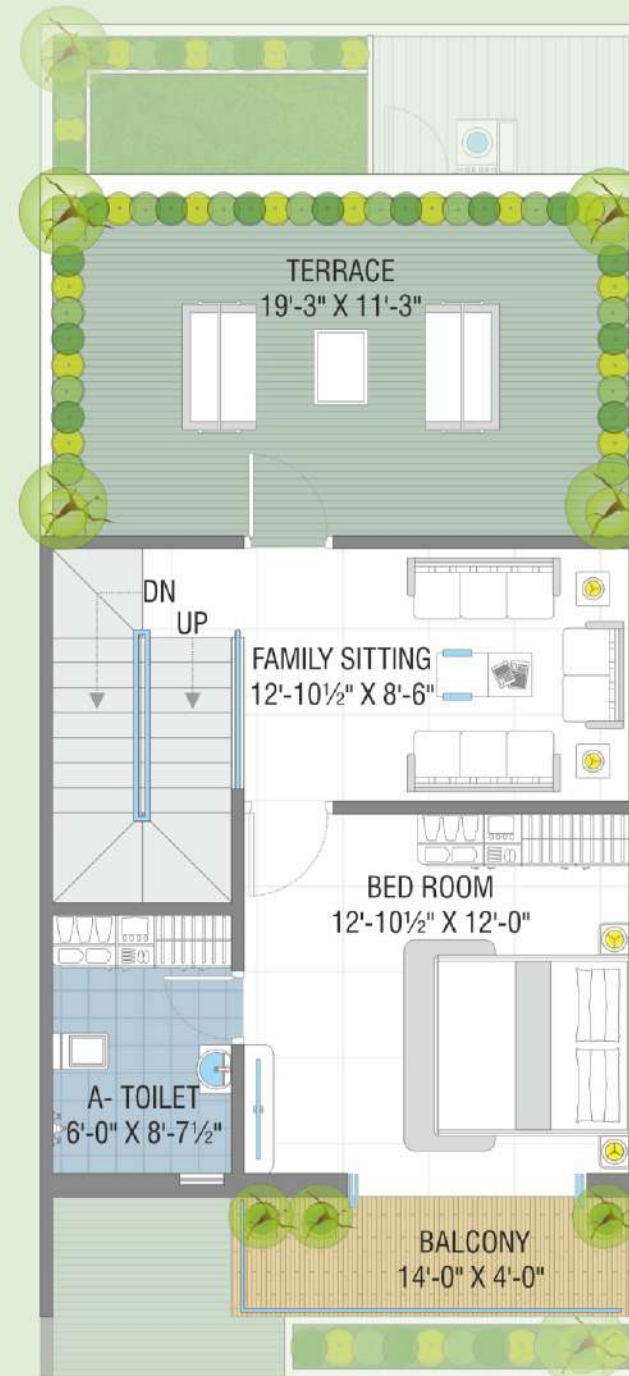 TERRACE
19'-3" X 11'-3"
DN
UP
FAMILY SITTING
12'-10½" X 8'-6"
BED ROOM
12'-10½" X 12'-0"
A- TOILET
6'-0" X 8'-7½"
BALCONY
14'-0" X 4'-0"